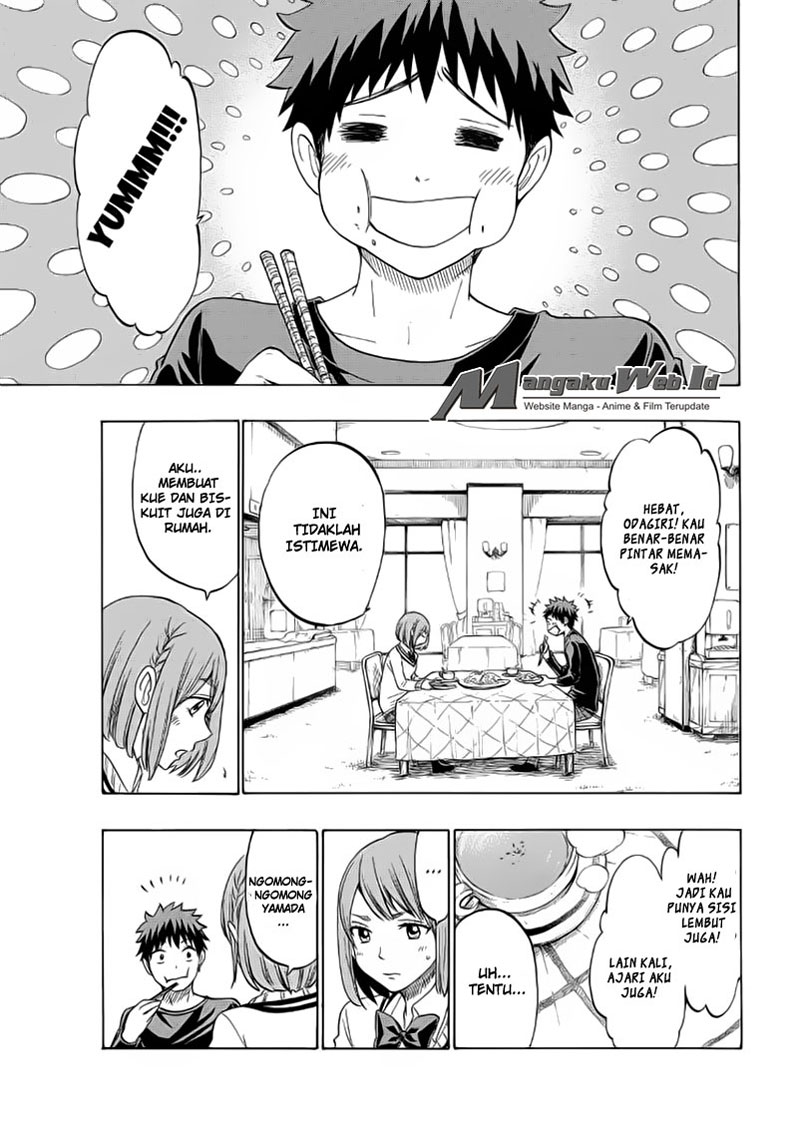 YUMMM!!!!
Mangaku.Web.Id
Website Manga - Anime & Film Terupdate
HEBAT,
ODAGIRI! KAU
BENAR-BENAR
PINTAR MEMA-
SAK!
INI
TIDAKLAH
ISTIMEWA.
AKU..
MEMBUAT
KUE DAN BIS-
KUIT JUGA DI
RUMAH.
WAH!
JADI KAU
PUNYA SISI
LEMBUT
JUGA!
LAIN KALI,
AJARI AKU
JUGA!
UH...
TENTU...
...
NGOMONG-
NGOMONG
YAMADA
...